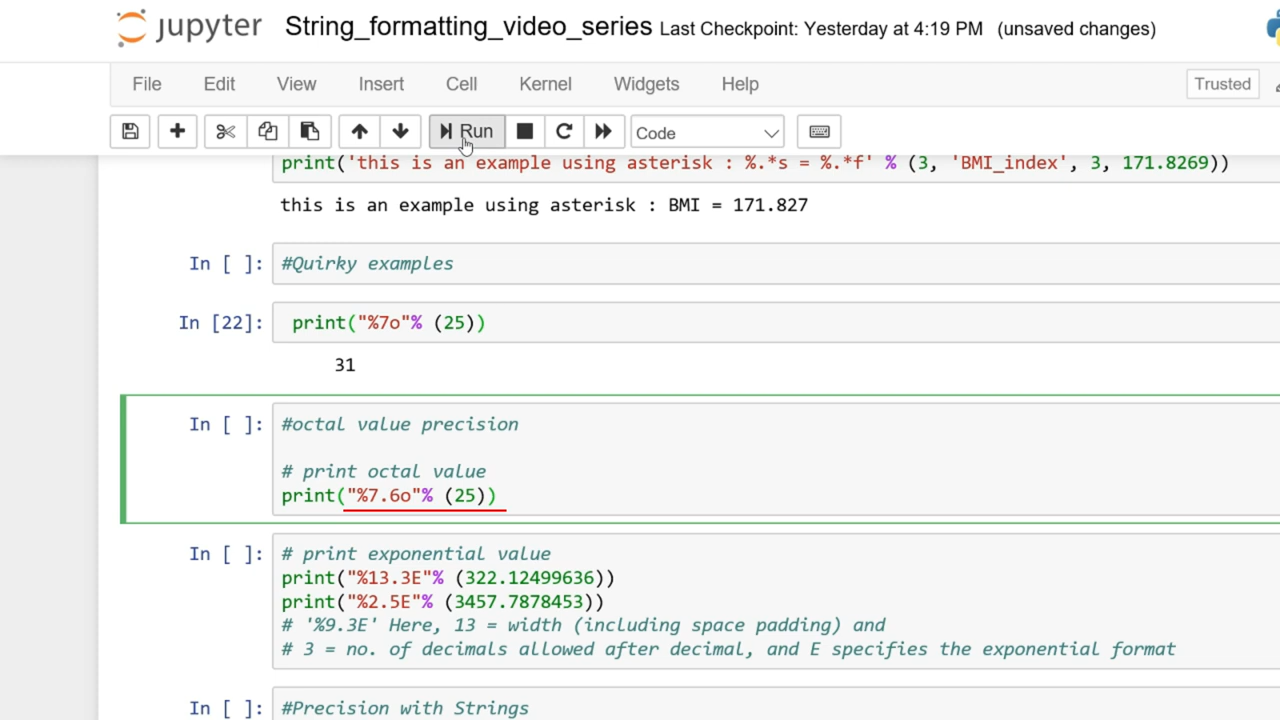 jupyter String_formatting_video_series Last Checkpoint: Yesterday at 4:19 PM (unsaved changes)
File Edit View Insert Cell Kernel Widgets Help Trusted
Run Code
print('this is an example using asterisk : %.*s = %.*f' % (3, 'BMI_index', 3, 171.8269))
this is an example using asterisk : BMI = 171.827
In [ ]: #Quirky examples
In [22]: print("%7o"% (25))
31
In [ ]: #octal value precision
# print octal value
print("%7.6o"% (25))
In [ ]: # print exponential value
print("%13.3E"% (322.12499636))
print("%2.5E"% (3457.7878453))
# '%9.3E' Here, 13 = width (including space padding) and
# 3 = no. of decimals allowed after decimal, and E specifies the exponential format
In [ ]: #Precision with Strings